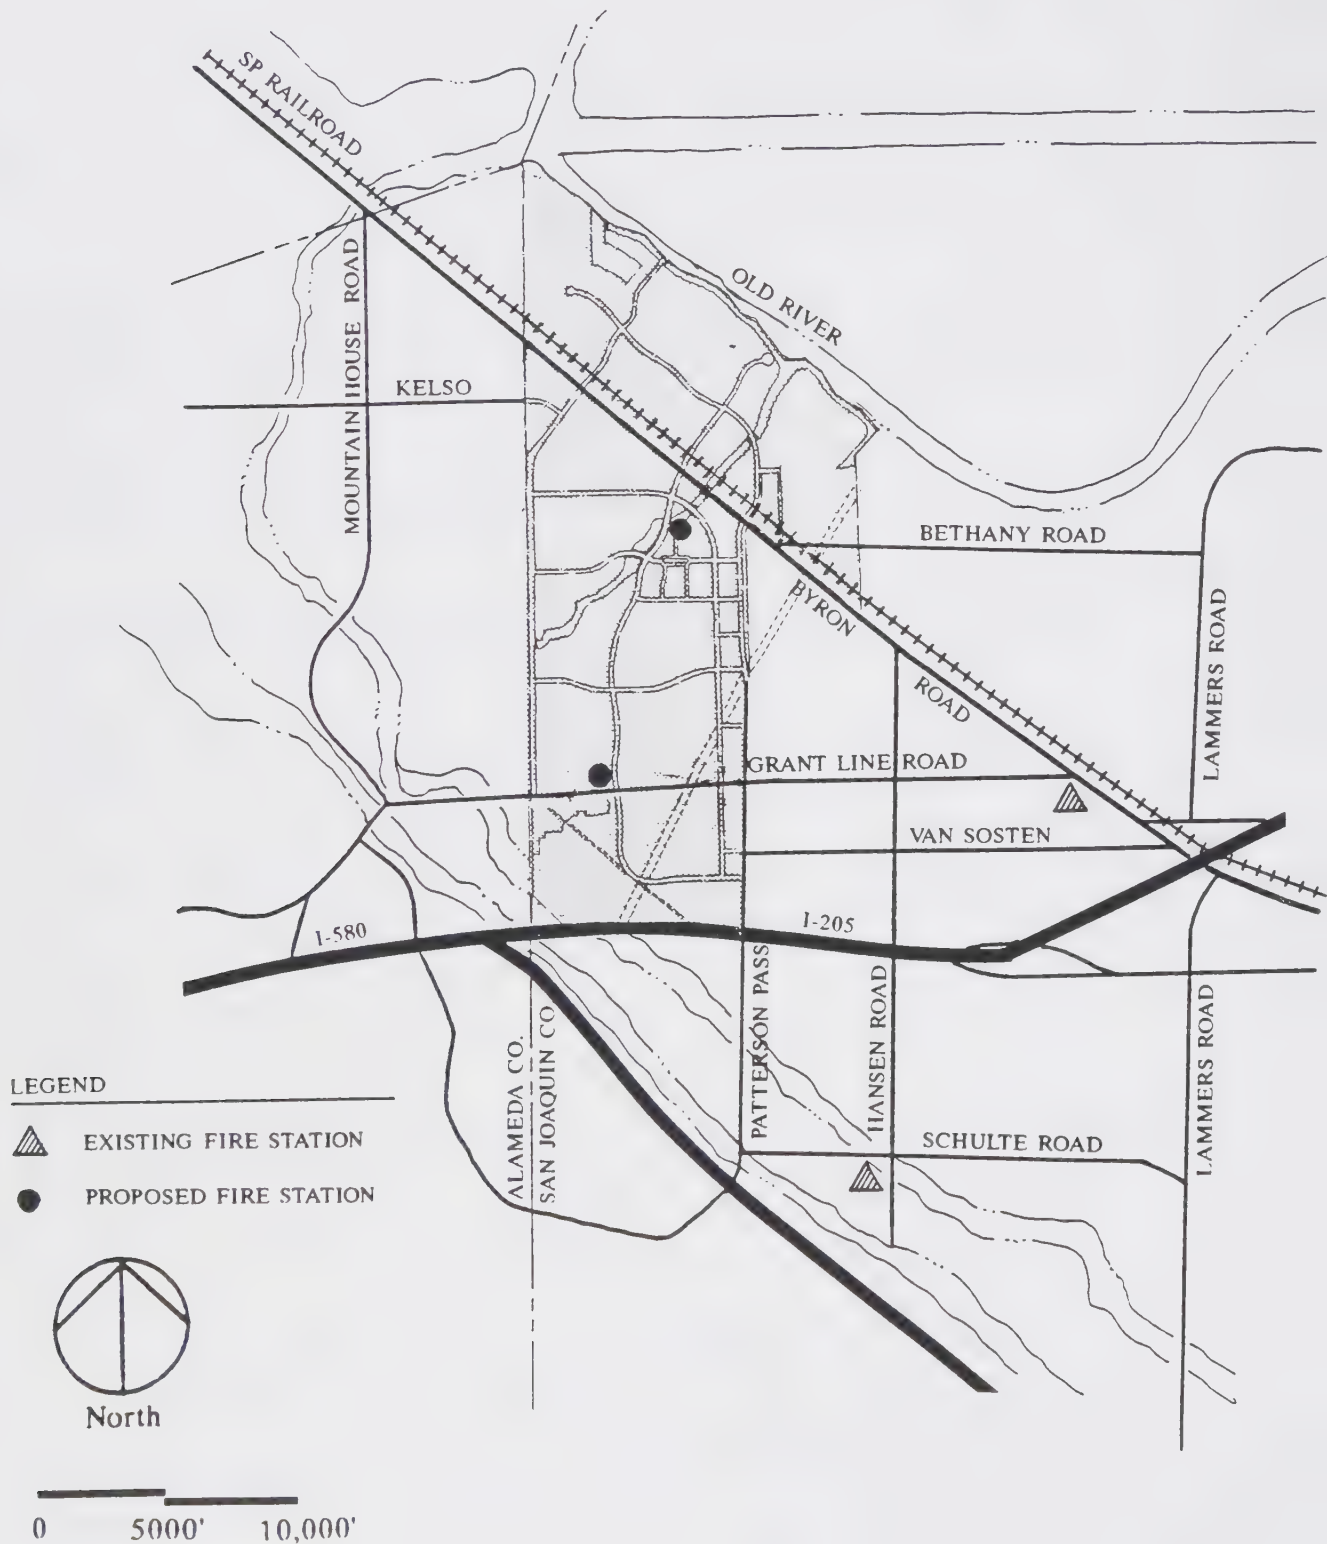 SP RAILROAD
OLD RIVER
MOUNTAIN HOUSE ROAD
KELSO
BETHANY ROAD
BYRON ROAD
LAMMERS ROAD
GRANT LINE ROAD
VAN SOSTEN
I-580
I-205
PATTERSON PASS
HANSEN ROAD
LAMMERS ROAD
ALAMEDA CO.
SAN JOAQUIN CO
SCHULTE ROAD
LEGEND
EXISTING FIRE STATION
PROPOSED FIRE STATION
North
0 5000' 10,000'